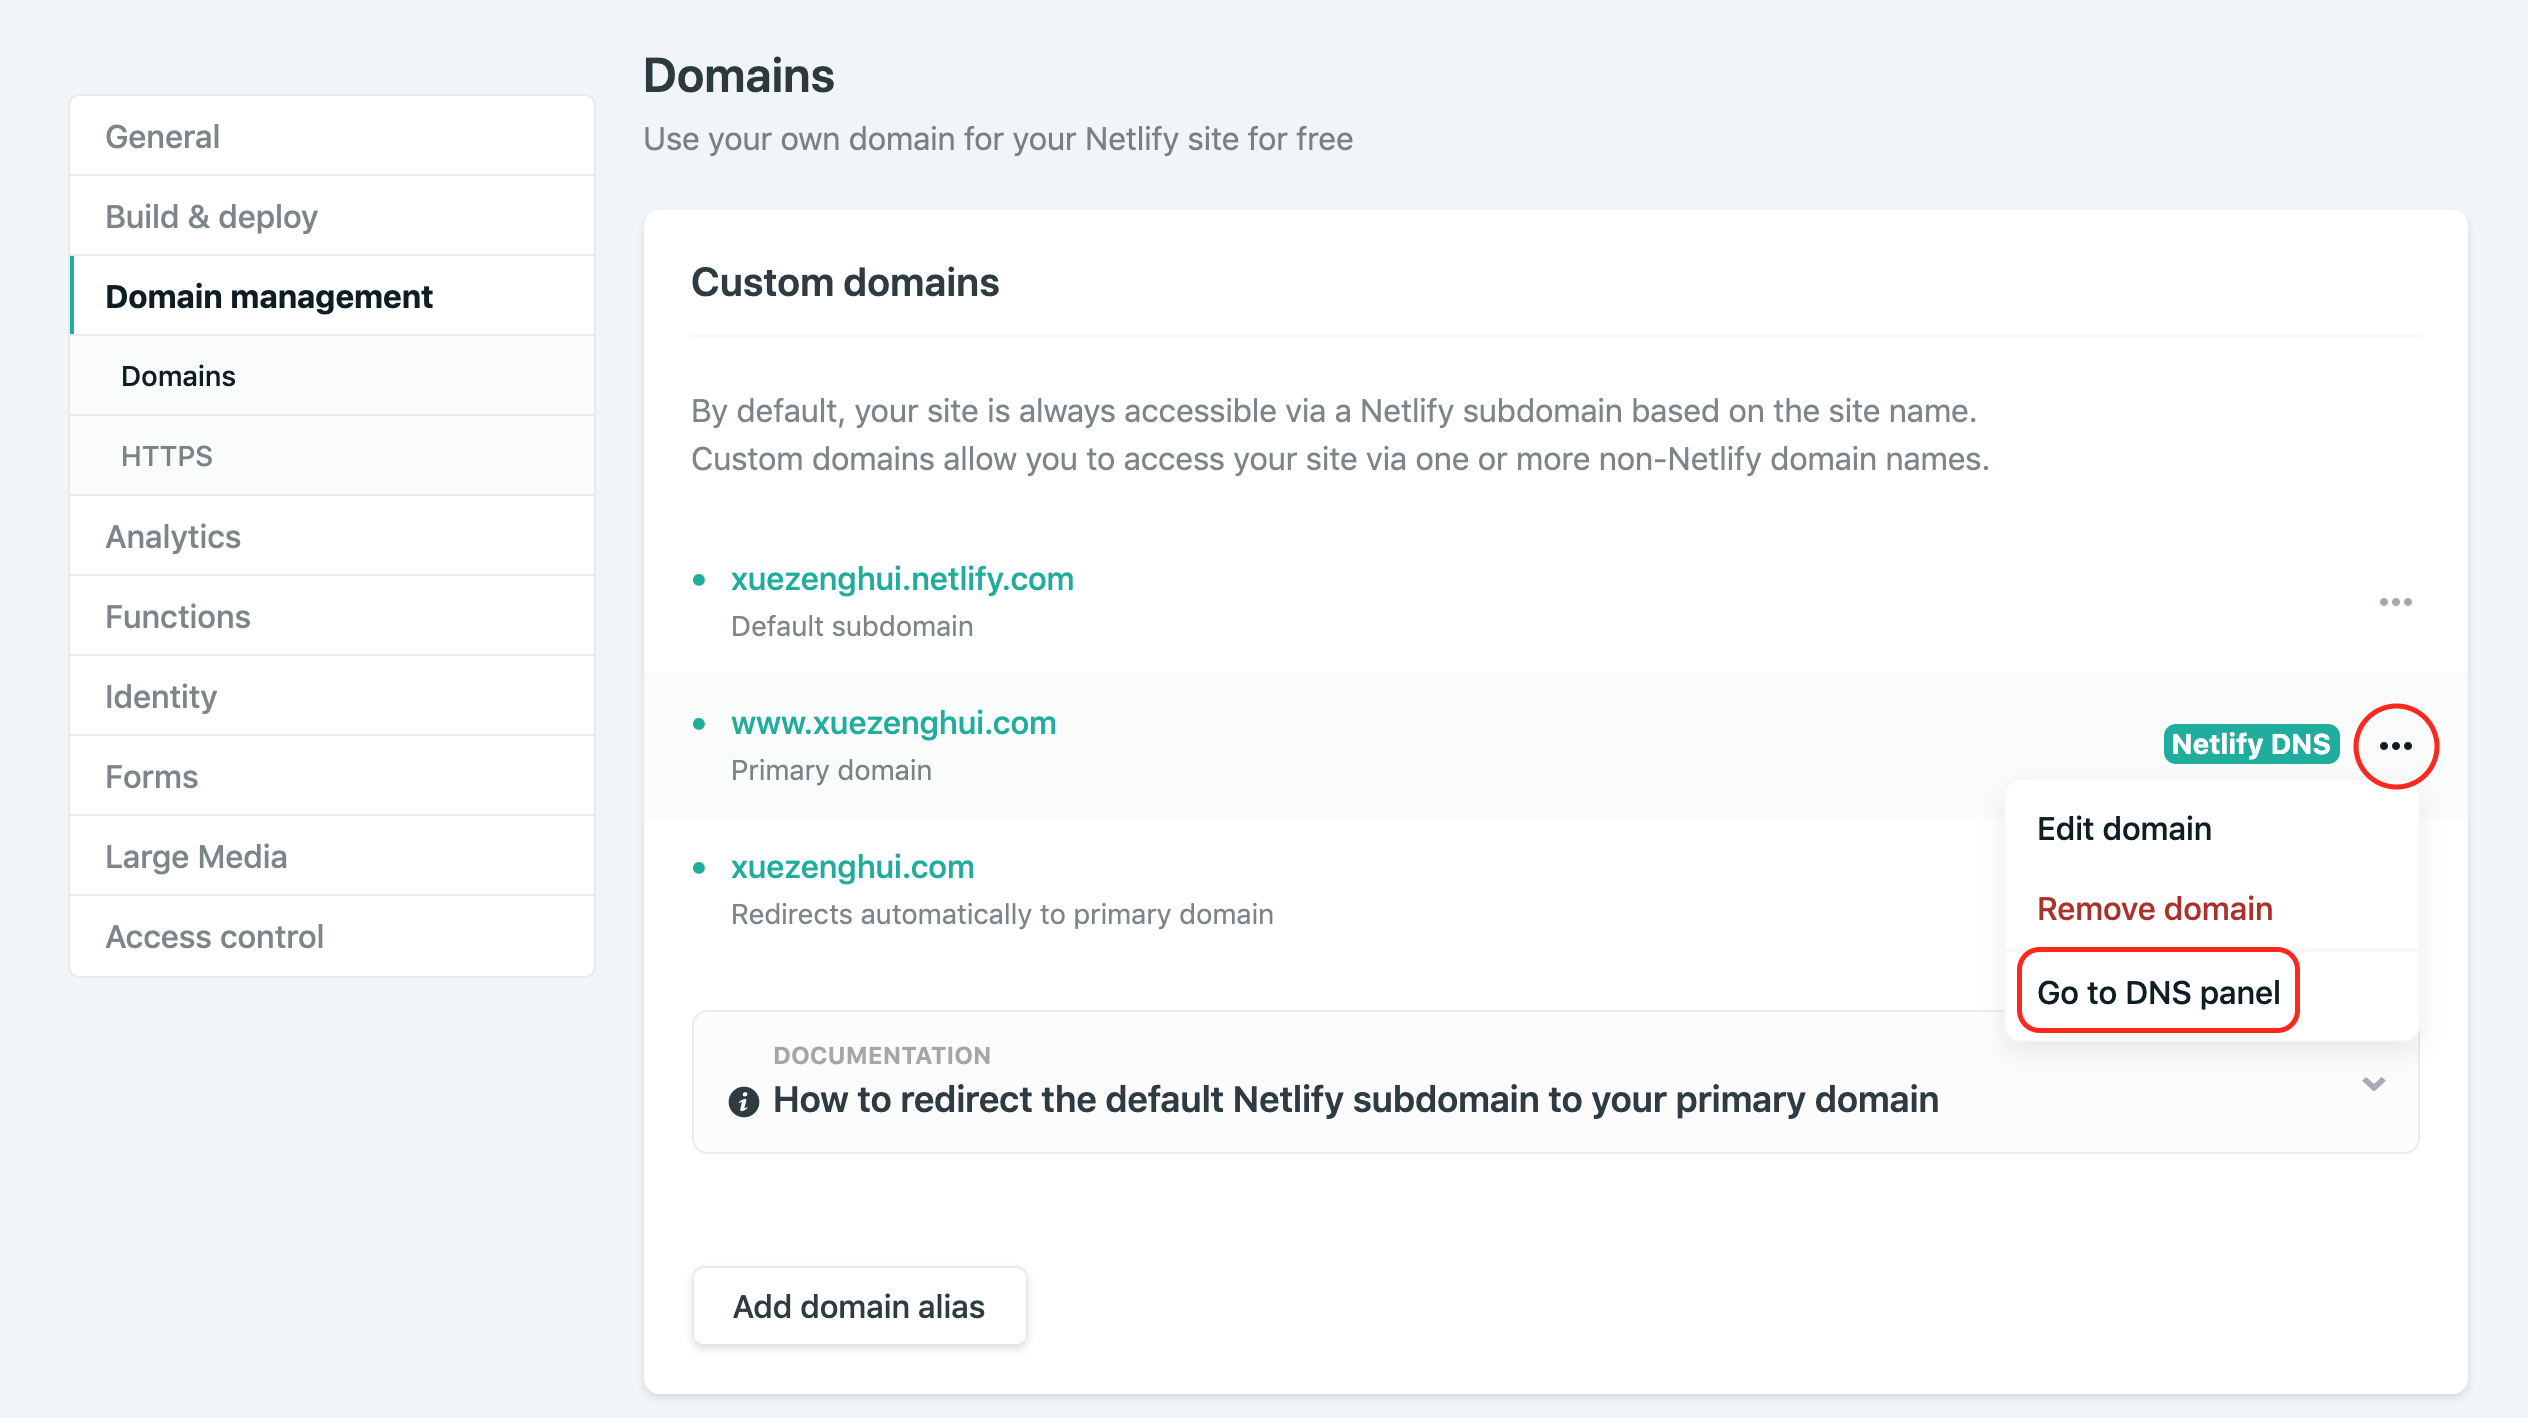 General
Build & deploy
Domain management
Domains
HTTPS
Analytics
Functions
Identity
Forms
Large Media
Access control
Domains
Use your own domain for your Netlify site for free
Custom domains
By default, your site is always accessible via a Netlify subdomain based on the site name.
Custom domains allow you to access your site via one or more non-Netlify domain names.
xuezenghui.netlify.com
Default subdomain
www.xuezenghui.com
Primary domain
Netlify DNS
Edit domain
Remove domain
Go to DNS panel
xuezenghui.com
Redirects automatically to primary domain
DOCUMENTATION
How to redirect the default Netlify subdomain to your primary domain
Add domain alias